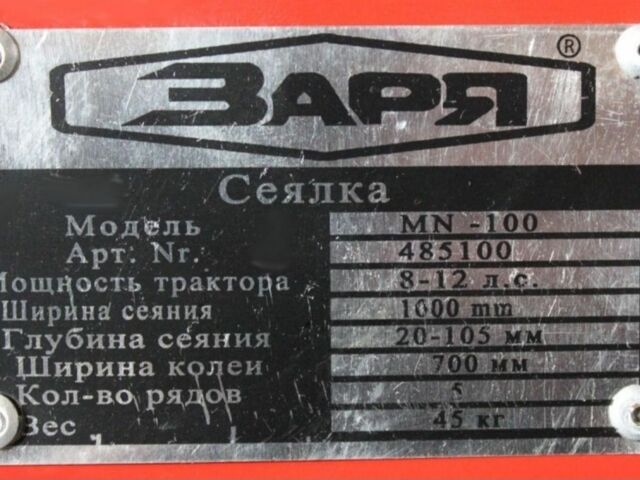 ЗАРЯ ®
Сеялка
Модель MN -100
Арт: Nr. 485100
Мощность трактора 8-12 л.с.
Ширина сеяния 1000 mm
Глубина сеяния 20-105 мм
Ширина колеи 700 мм
Кол-во рядов 5
Вес 45 кг